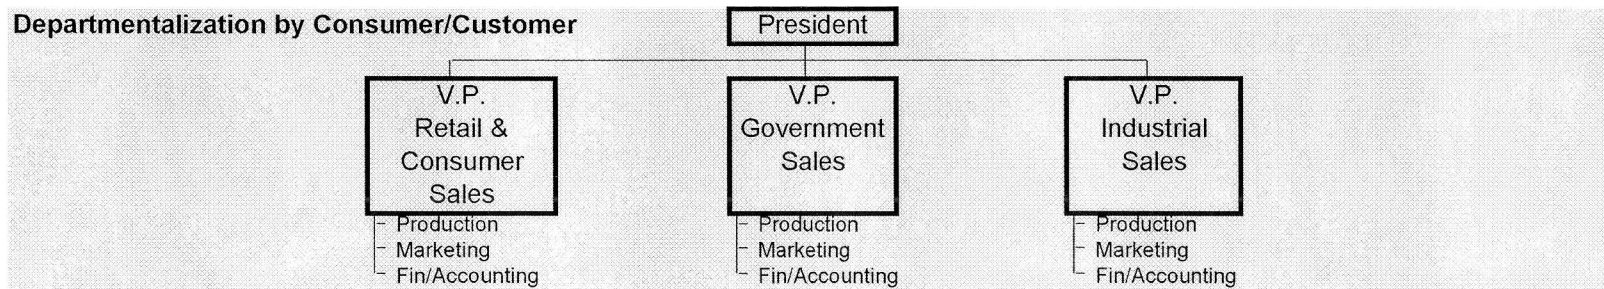 Departmentalization by Consumer/Customer
President
V.P.
Retail &
Consumer
Sales
Production
Marketing
Fin/Accounting
V.P.
Government
Sales
Production
Marketing
Fin/Accounting
V.P.
Industrial
Sales
Production
Marketing
Fin/Accounting